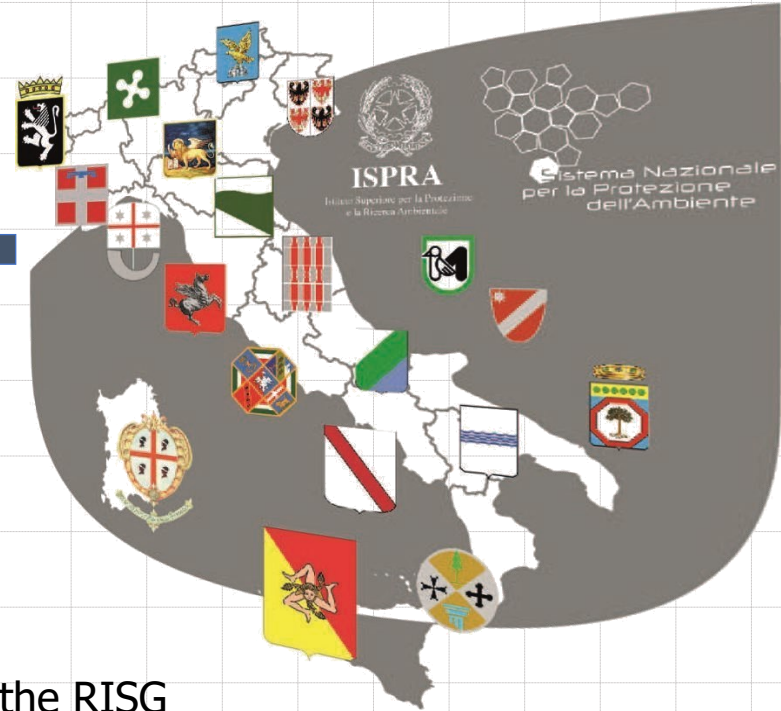 ISPRA
Istituto Superiore per la Protezione
e la Ricerca Ambientale
Sistema Nazionale
per la Protezione
dell'Ambiente
the RISG